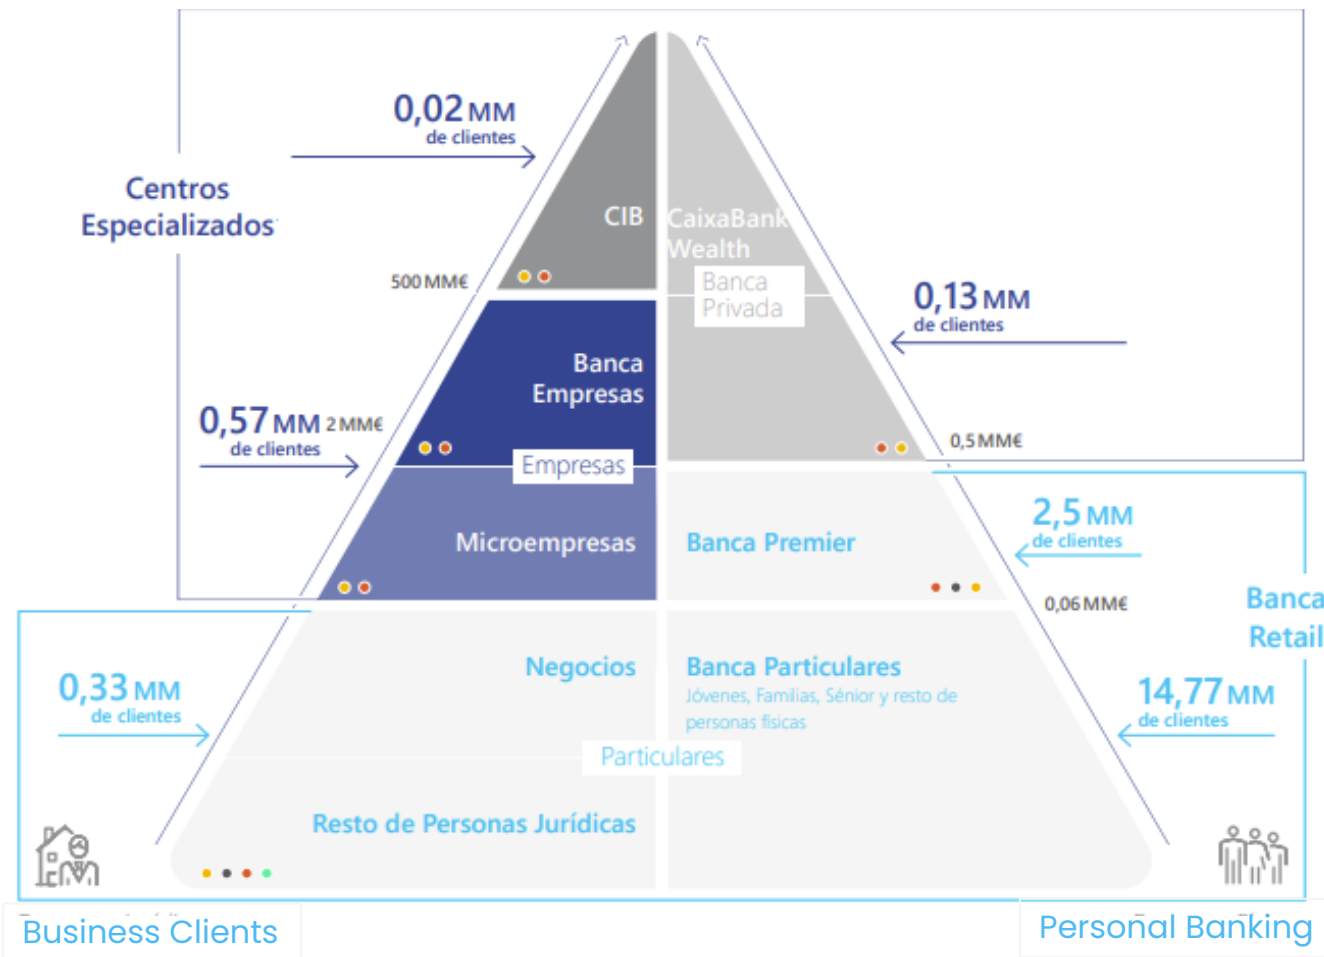 0,02 MM
de clientes
Centros
Especializados
CIB
CaixaBank
Wealth
Banca
Privada
500 MM€
0,13 MM
de clientes
Banca
Empresas
0,57 MM
de clientes
2 MM€
0,5 MM€
Empresas
Microempresas
Banca Premier
2,5 MM
de clientes
0,06 MM€
Banca
Retail
Negocios
Banca Particulares
Jóvenes, Familias, Sénior y resto de
personas físicas
0,33 MM
de clientes
14,77 MM
de clientes
Particulares
Resto de Personas Jurídicas
Business Clients
Personal Banking